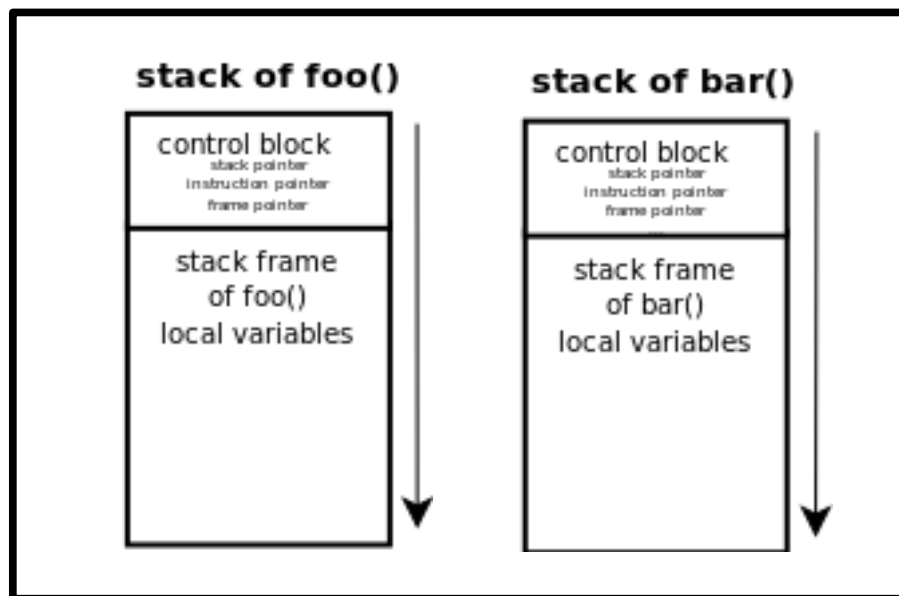 stack of foo()
control block
stack pointer
instruction pointer
frame pointer
stack frame
of foo()
local variables
stack of bar()
control block
stack pointer
instruction pointer
frame pointer
...
stack frame
of bar()
local variables